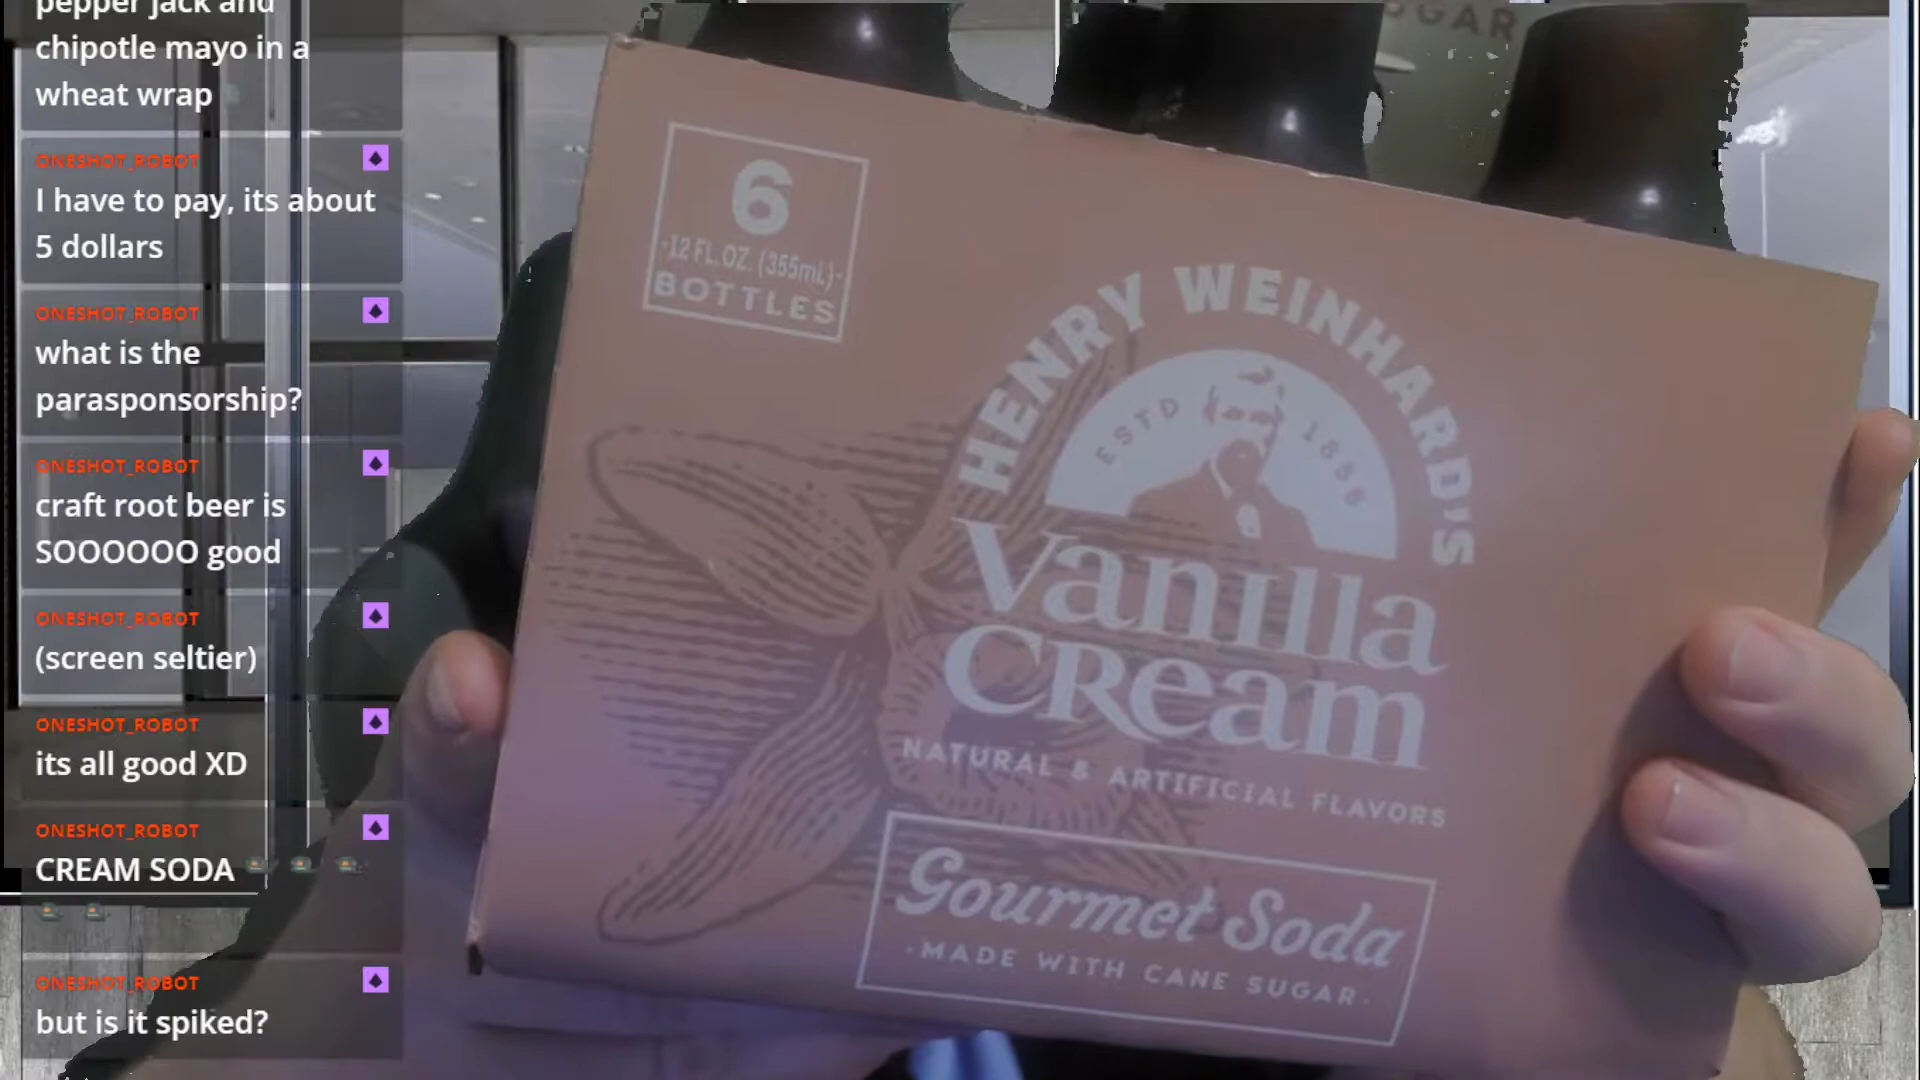 pepper jack and
chipotle mayo in a
wheat wrap
ONESHOT_ROBOT
I have to pay, its about
5 dollars
ONESHOT_ROBOT
what is the
parasponsorship?
ONESHOT_ROBOT
craft root beer is
SOOOOOO good
ONESHOT_ROBOT
(screen seltier)
ONESHOT_ROBOT
its all good XD
ONESHOT_ROBOT
CREAM SODA
ONESHOT_ROBOT
but is it spiked?
6
·12 FL.OZ. (355mL)·
BOTTLES
HENRY WEINHARD'S
ESTD 1856
Vanilla
CReam
NATURAL & ARTIFICIAL FLAVORS
Gourmet Soda
·MADE WITH CANE SUGAR·